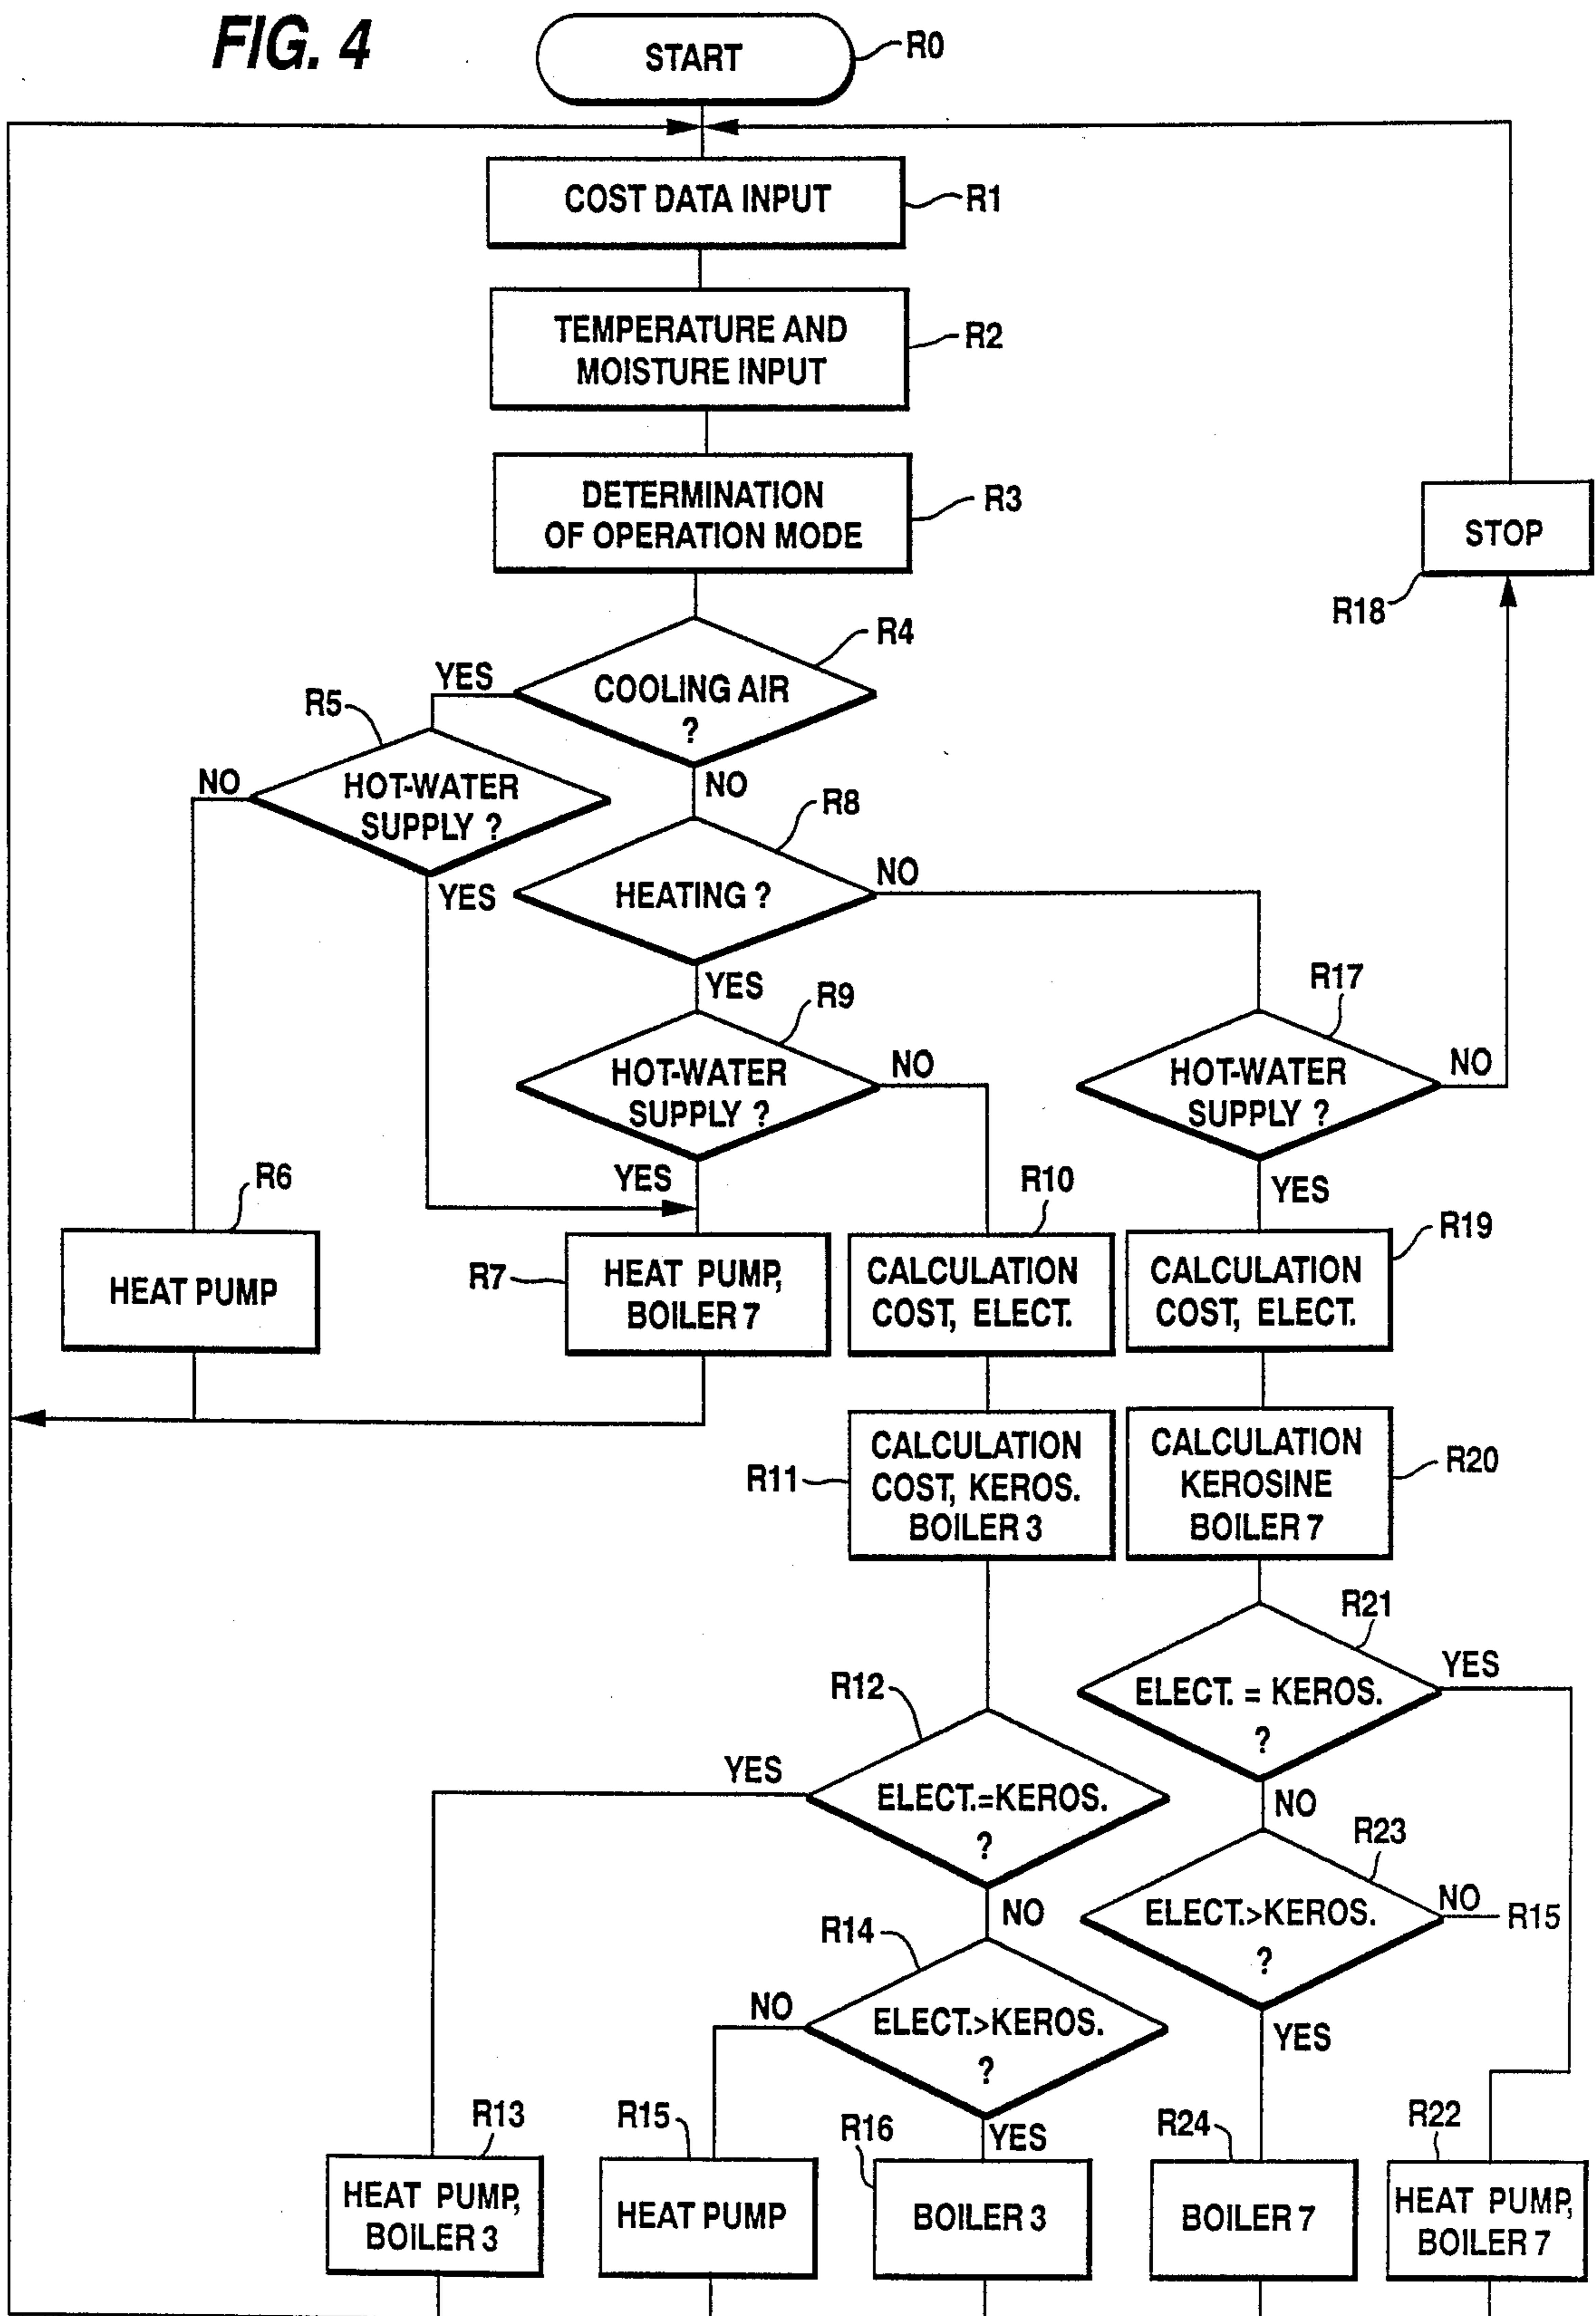 FIG. 4
START
R0
COST DATA INPUT
R1
TEMPERATURE AND
MOISTURE INPUT
R2
DETERMINATION
OF OPERATION MODE
R3
STOP
R18
R4
YES
COOLING AIR
?
R5
NO
HOT-WATER
SUPPLY ?
NO
R8
YES
HEATING ?
NO
YES
R9
R17
HOT-WATER
SUPPLY ?
NO
HOT-WATER
SUPPLY ?
NO
YES
R10
YES
R6
R19
HEAT PUMP
R7
HEAT PUMP,
BOILER 7
CALCULATION
COST, ELECT.
CALCULATION
COST, ELECT.
R11
CALCULATION
COST, KEROS.
BOILER 3
CALCULATION
KEROSINE
BOILER 7
R20
R21
YES
ELECT. = KEROS.
?
R12
YES
ELECT.=KEROS.
?
NO
R23
NO
R15
ELECT.>KEROS.
?
NO
R14
NO
ELECT.>KEROS.
?
YES
R13
R15
R16
YES
R24
R22
HEAT PUMP,
BOILER 3
HEAT PUMP
BOILER 3
BOILER 7
HEAT PUMP,
BOILER 7